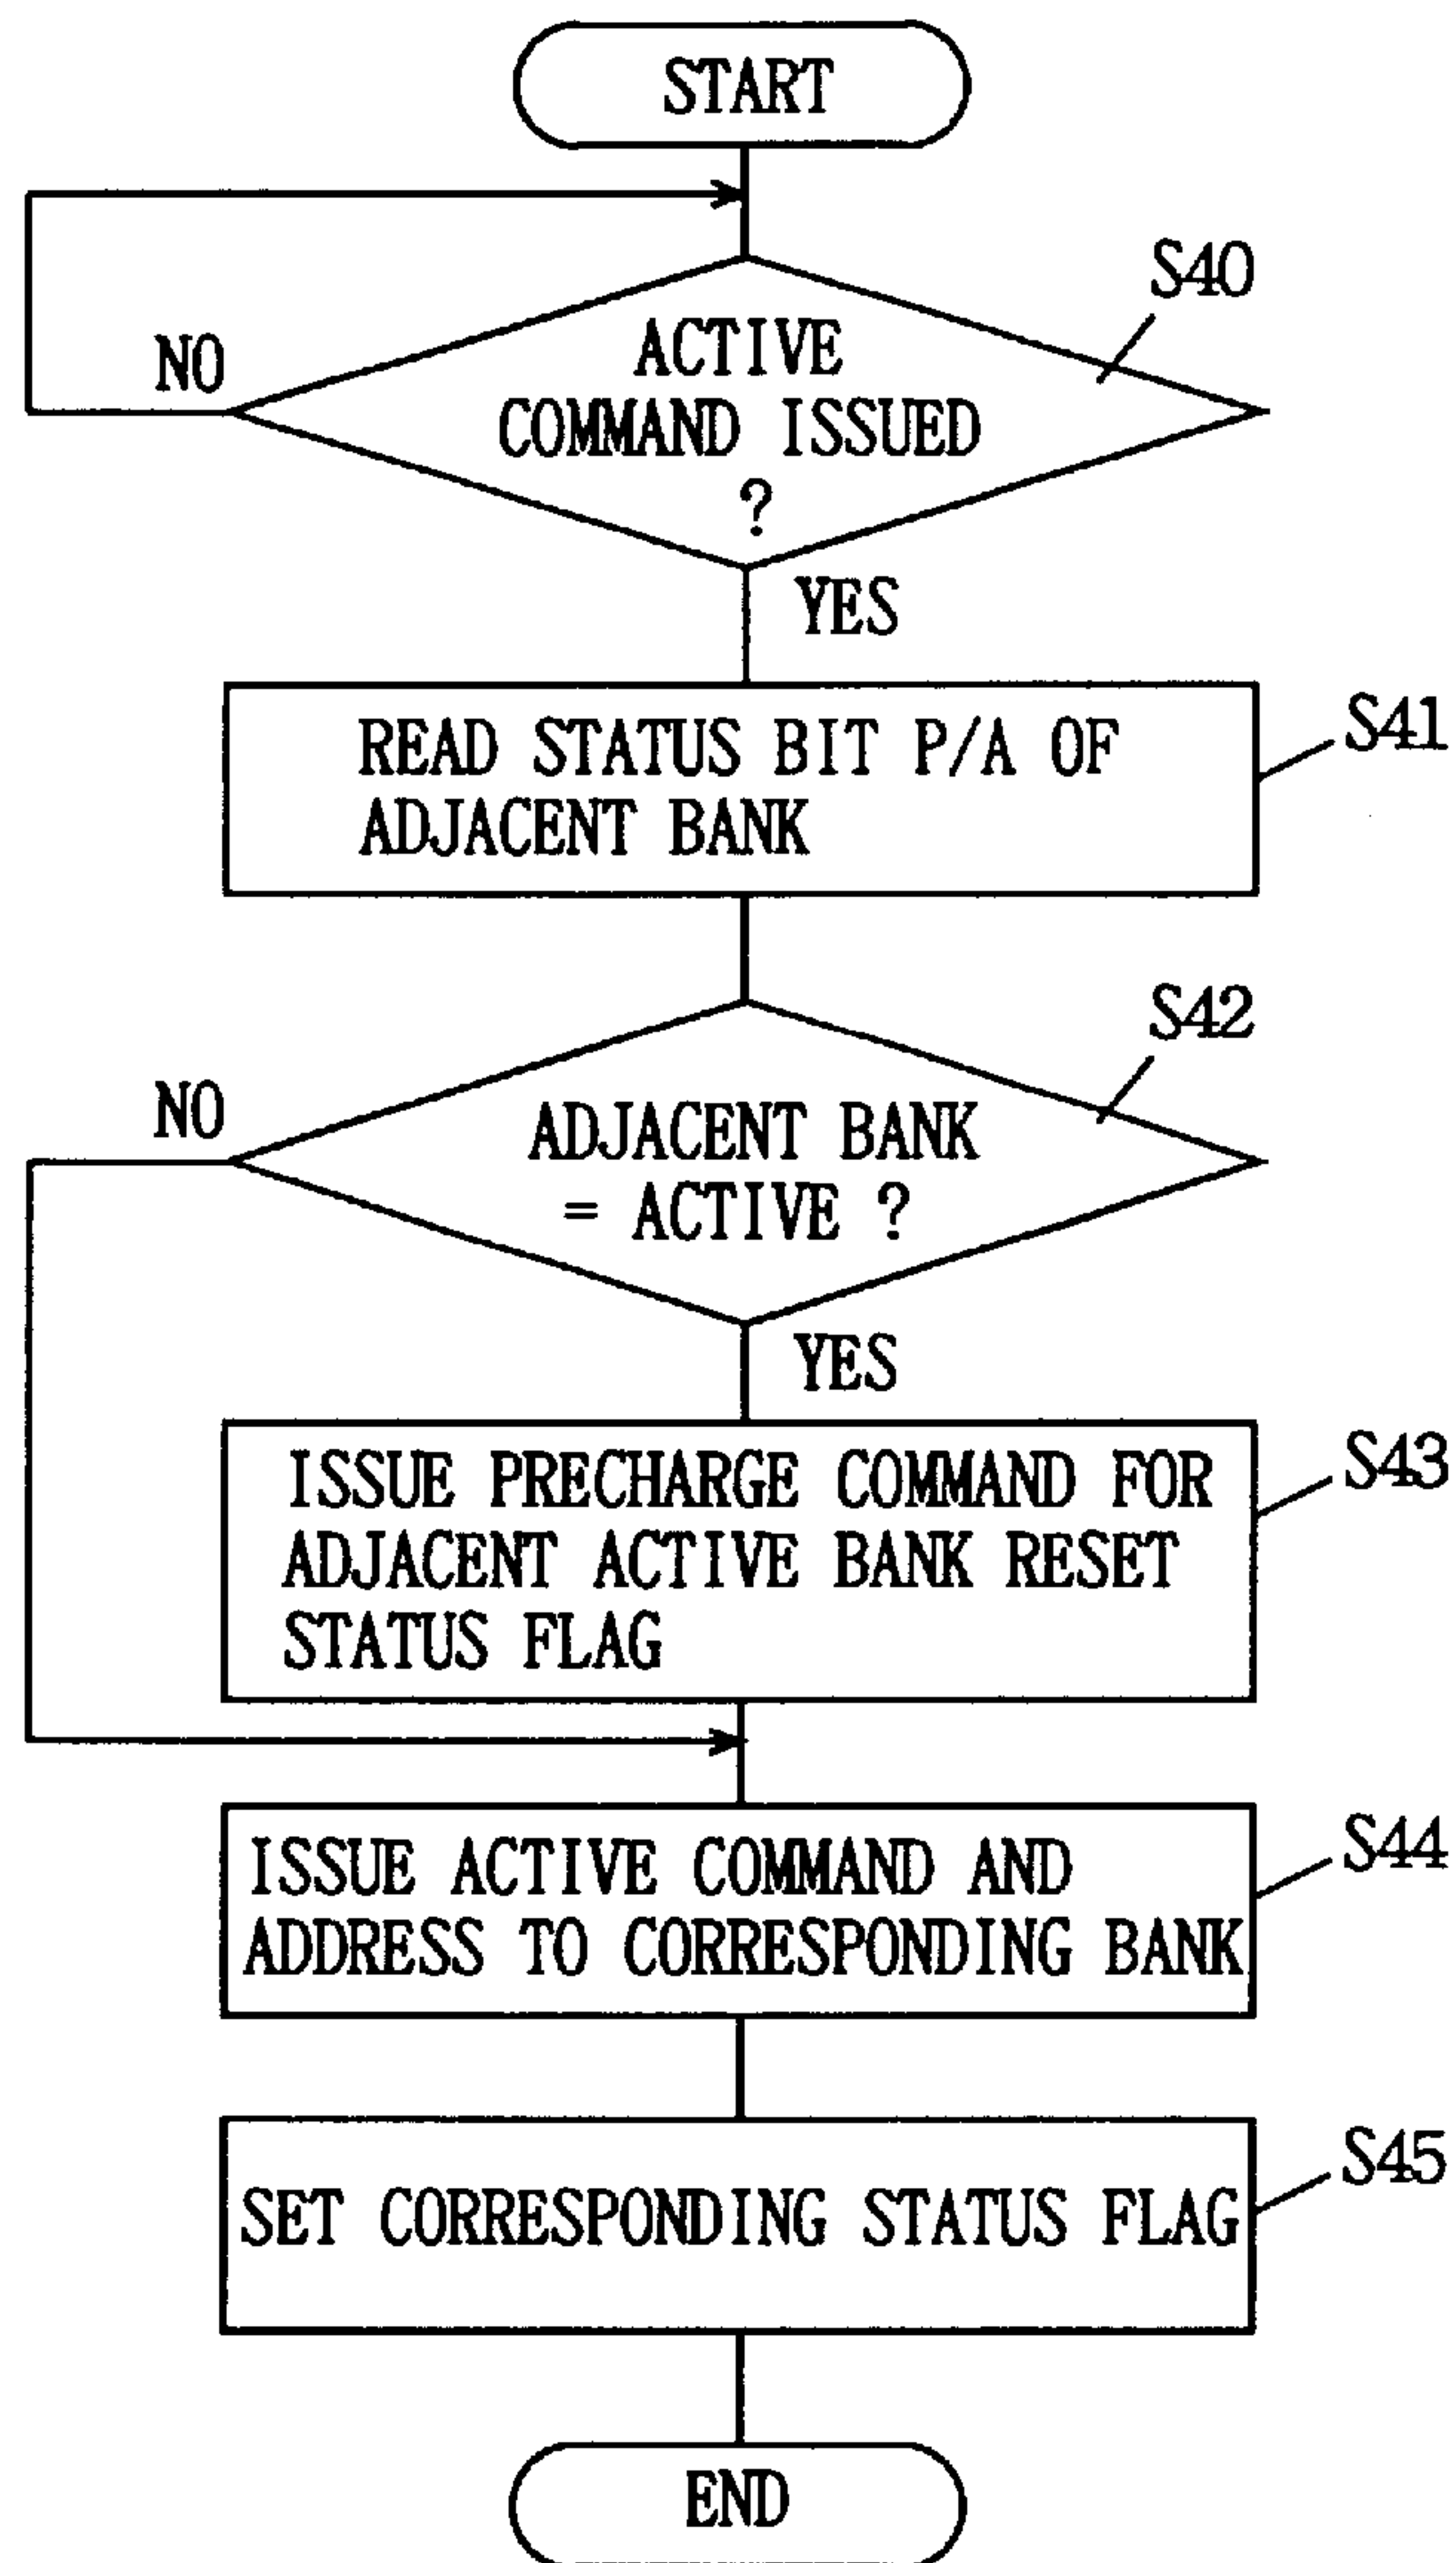 START
S40
NO
ACTIVE
COMMAND ISSUED
?
YES
READ STATUS BIT P/A OF
ADJACENT BANK
S41
S42
NO
ADJACENT BANK
= ACTIVE ?
YES
ISSUE PRECHARGE COMMAND FOR
ADJACENT ACTIVE BANK RESET
STATUS FLAG
S43
ISSUE ACTIVE COMMAND AND
ADDRESS TO CORRESPONDING BANK
S44
SET CORRESPONDING STATUS FLAG
S45
END